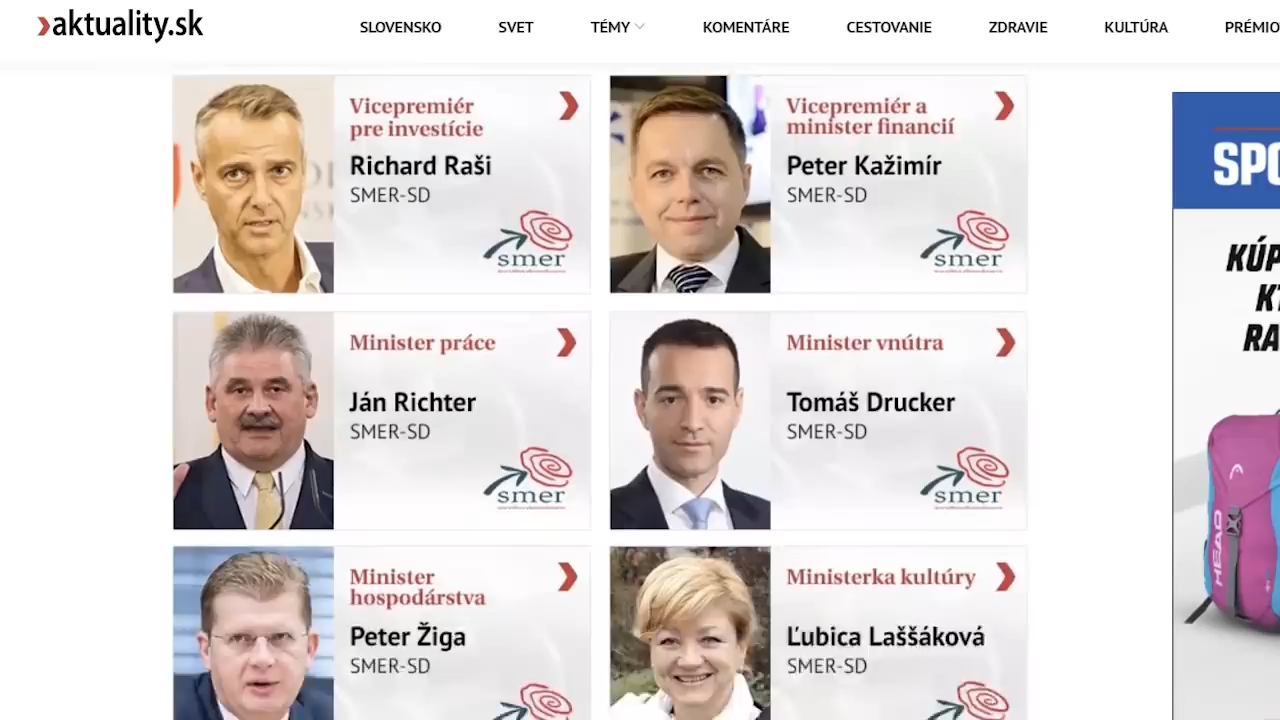 aktuality.sk
SLOVENSKO SVET TÉMY KOMENTÁRE CESTOVANIE ZDRAVIE KULTÚRA PRÉMIO
Vicepremiér
pre investície
Richard Raši
SMER-SD
smer
Vicepremiér a
minister financií
Peter Kažimír
SMER-SD
smer
Minister práce
Ján Richter
SMER-SD
smer
Minister vnútra
Tomáš Drucker
SMER-SD
smer
Minister
hospodárstva
Peter Žiga
SMER-SD
Ministerka kultúry
Ľubica Laššáková
SMER-SD
SPO
KÚP
KT
RA
HEAD